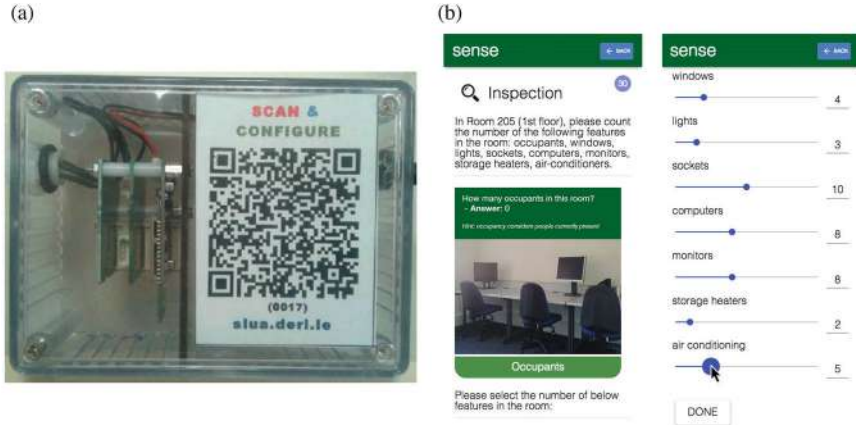 (a)
SCAN &
CONFIGURE
(0017)
slua.deri.ie
(b)
sense
← BACK
30
Inspection
In Room 205 (1st floor), please count
the number of the following features
in the room: occupants, windows,
lights, sockets, computers, monitors,
storage heaters, air-conditioners.
How many occupants in this room?
– Answer: 0
Hint: occupancy considers people currently present!
Occupants
Please select the number of below
features in the room:
sense
← BACK
windows
4
lights
3
sockets
10
computers
8
monitors
8
storage heaters
2
air conditioning
5
DONE